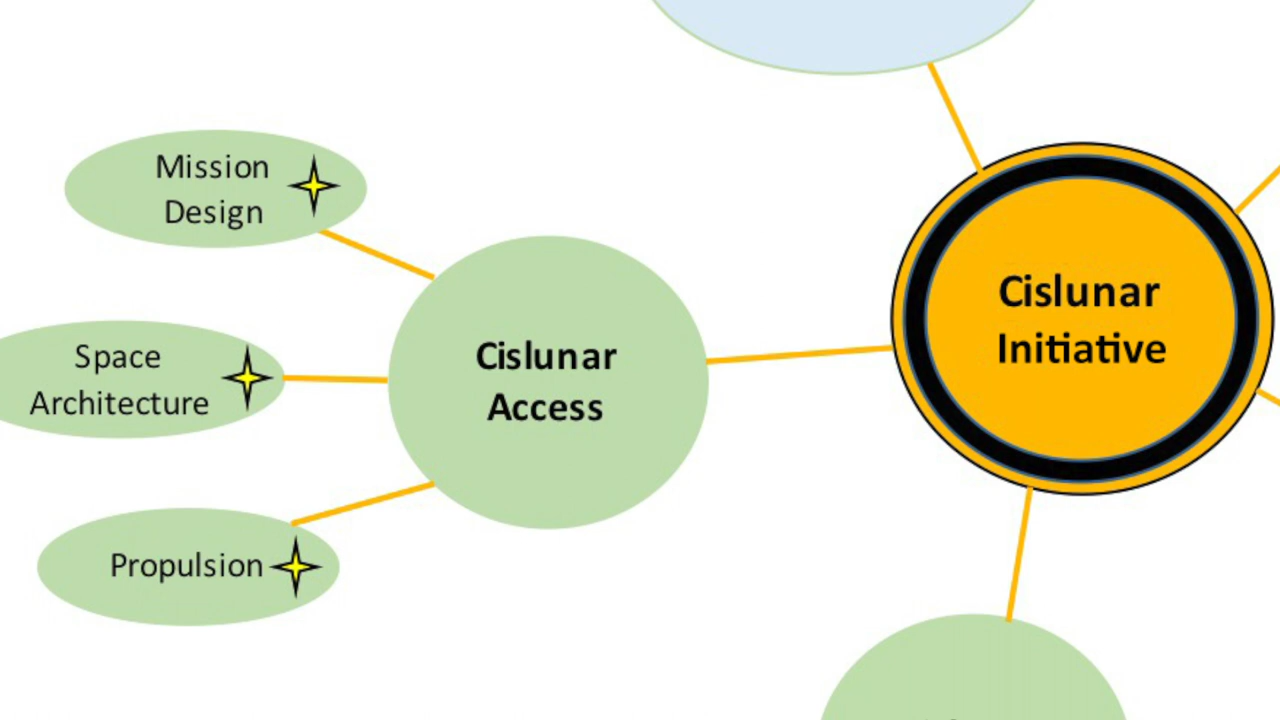 Mission
Design
Space
Architecture
Propulsion
Cislunar
Access
Cislunar
Initiative